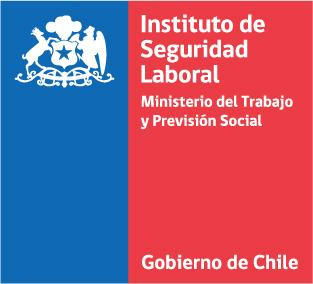 Instituto de
Seguridad
Laboral
Ministerio del Trabajo
y Previsión Social
Gobierno de Chile